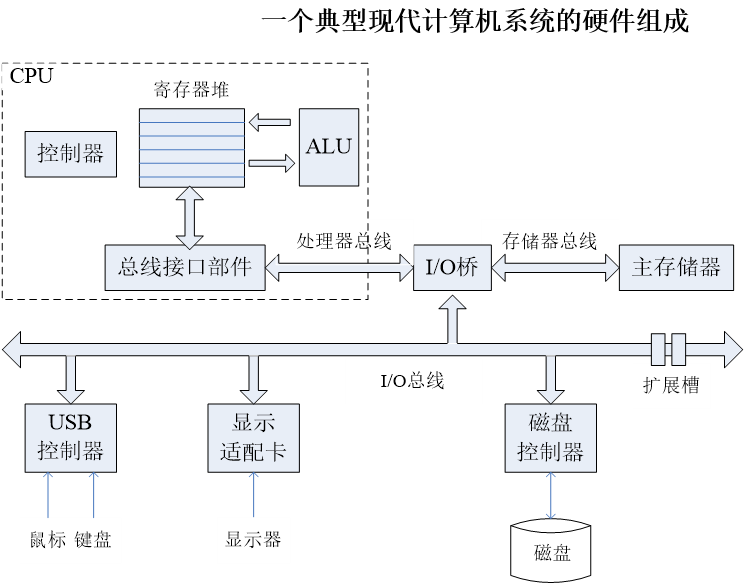 一个典型现代计算机系统的硬件组成
CPU
寄存器堆
控制器
ALU
处理器总线
存储器总线
总线接口部件
I/O桥
主存储器
I/O总线
扩展槽
USB
控制器
显示
适配卡
磁盘
控制器
鼠标 键盘
显示器
磁盘